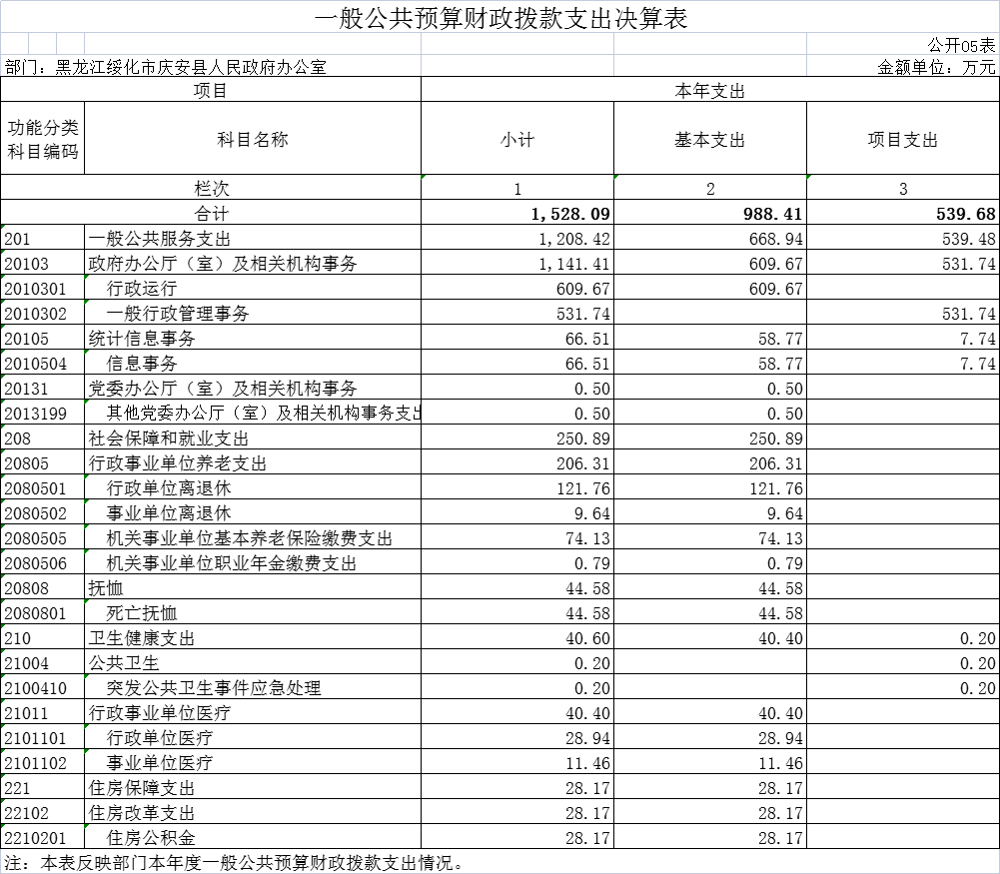 一般公共预算财政拨款支出决算表
公开05表
部门：黑龙江绥化市庆安县人民政府办公室 金额单位：万元
项目 本年支出
功能分类科目编码 科目名称 小计 基本支出 项目支出
栏次 1 2 3
合计 1,528.09 988.41 539.68
201 一般公共服务支出 1,208.42 668.94 539.48
20103 政府办公厅（室）及相关机构事务 1,141.41 609.67 531.74
2010301 行政运行 609.67 609.67
2010302 一般行政管理事务 531.74 531.74
20105 统计信息事务 66.51 58.77 7.74
2010504 信息事务 66.51 58.77 7.74
20131 党委办公厅（室）及相关机构事务 0.50 0.50
2013199 其他党委办公厅（室）及相关机构事务支出 0.50 0.50
208 社会保障和就业支出 250.89 250.89
20805 行政事业单位养老支出 206.31 206.31
2080501 行政单位离退休 121.76 121.76
2080502 事业单位离退休 9.64 9.64
2080505 机关事业单位基本养老保险缴费支出 74.13 74.13
2080506 机关事业单位职业年金缴费支出 0.79 0.79
20808 抚恤 44.58 44.58
2080801 死亡抚恤 44.58 44.58
210 卫生健康支出 40.60 40.40 0.20
21004 公共卫生 0.20 0.20
2100410 突发公共卫生事件应急处理 0.20 0.20
21011 行政事业单位医疗 40.40 40.40
2101101 行政单位医疗 28.94 28.94
2101102 事业单位医疗 11.46 11.46
221 住房保障支出 28.17 28.17
22102 住房改革支出 28.17 28.17
2210201 住房公积金 28.17 28.17
注：本表反映部门本年度一般公共预算财政拨款支出情况。